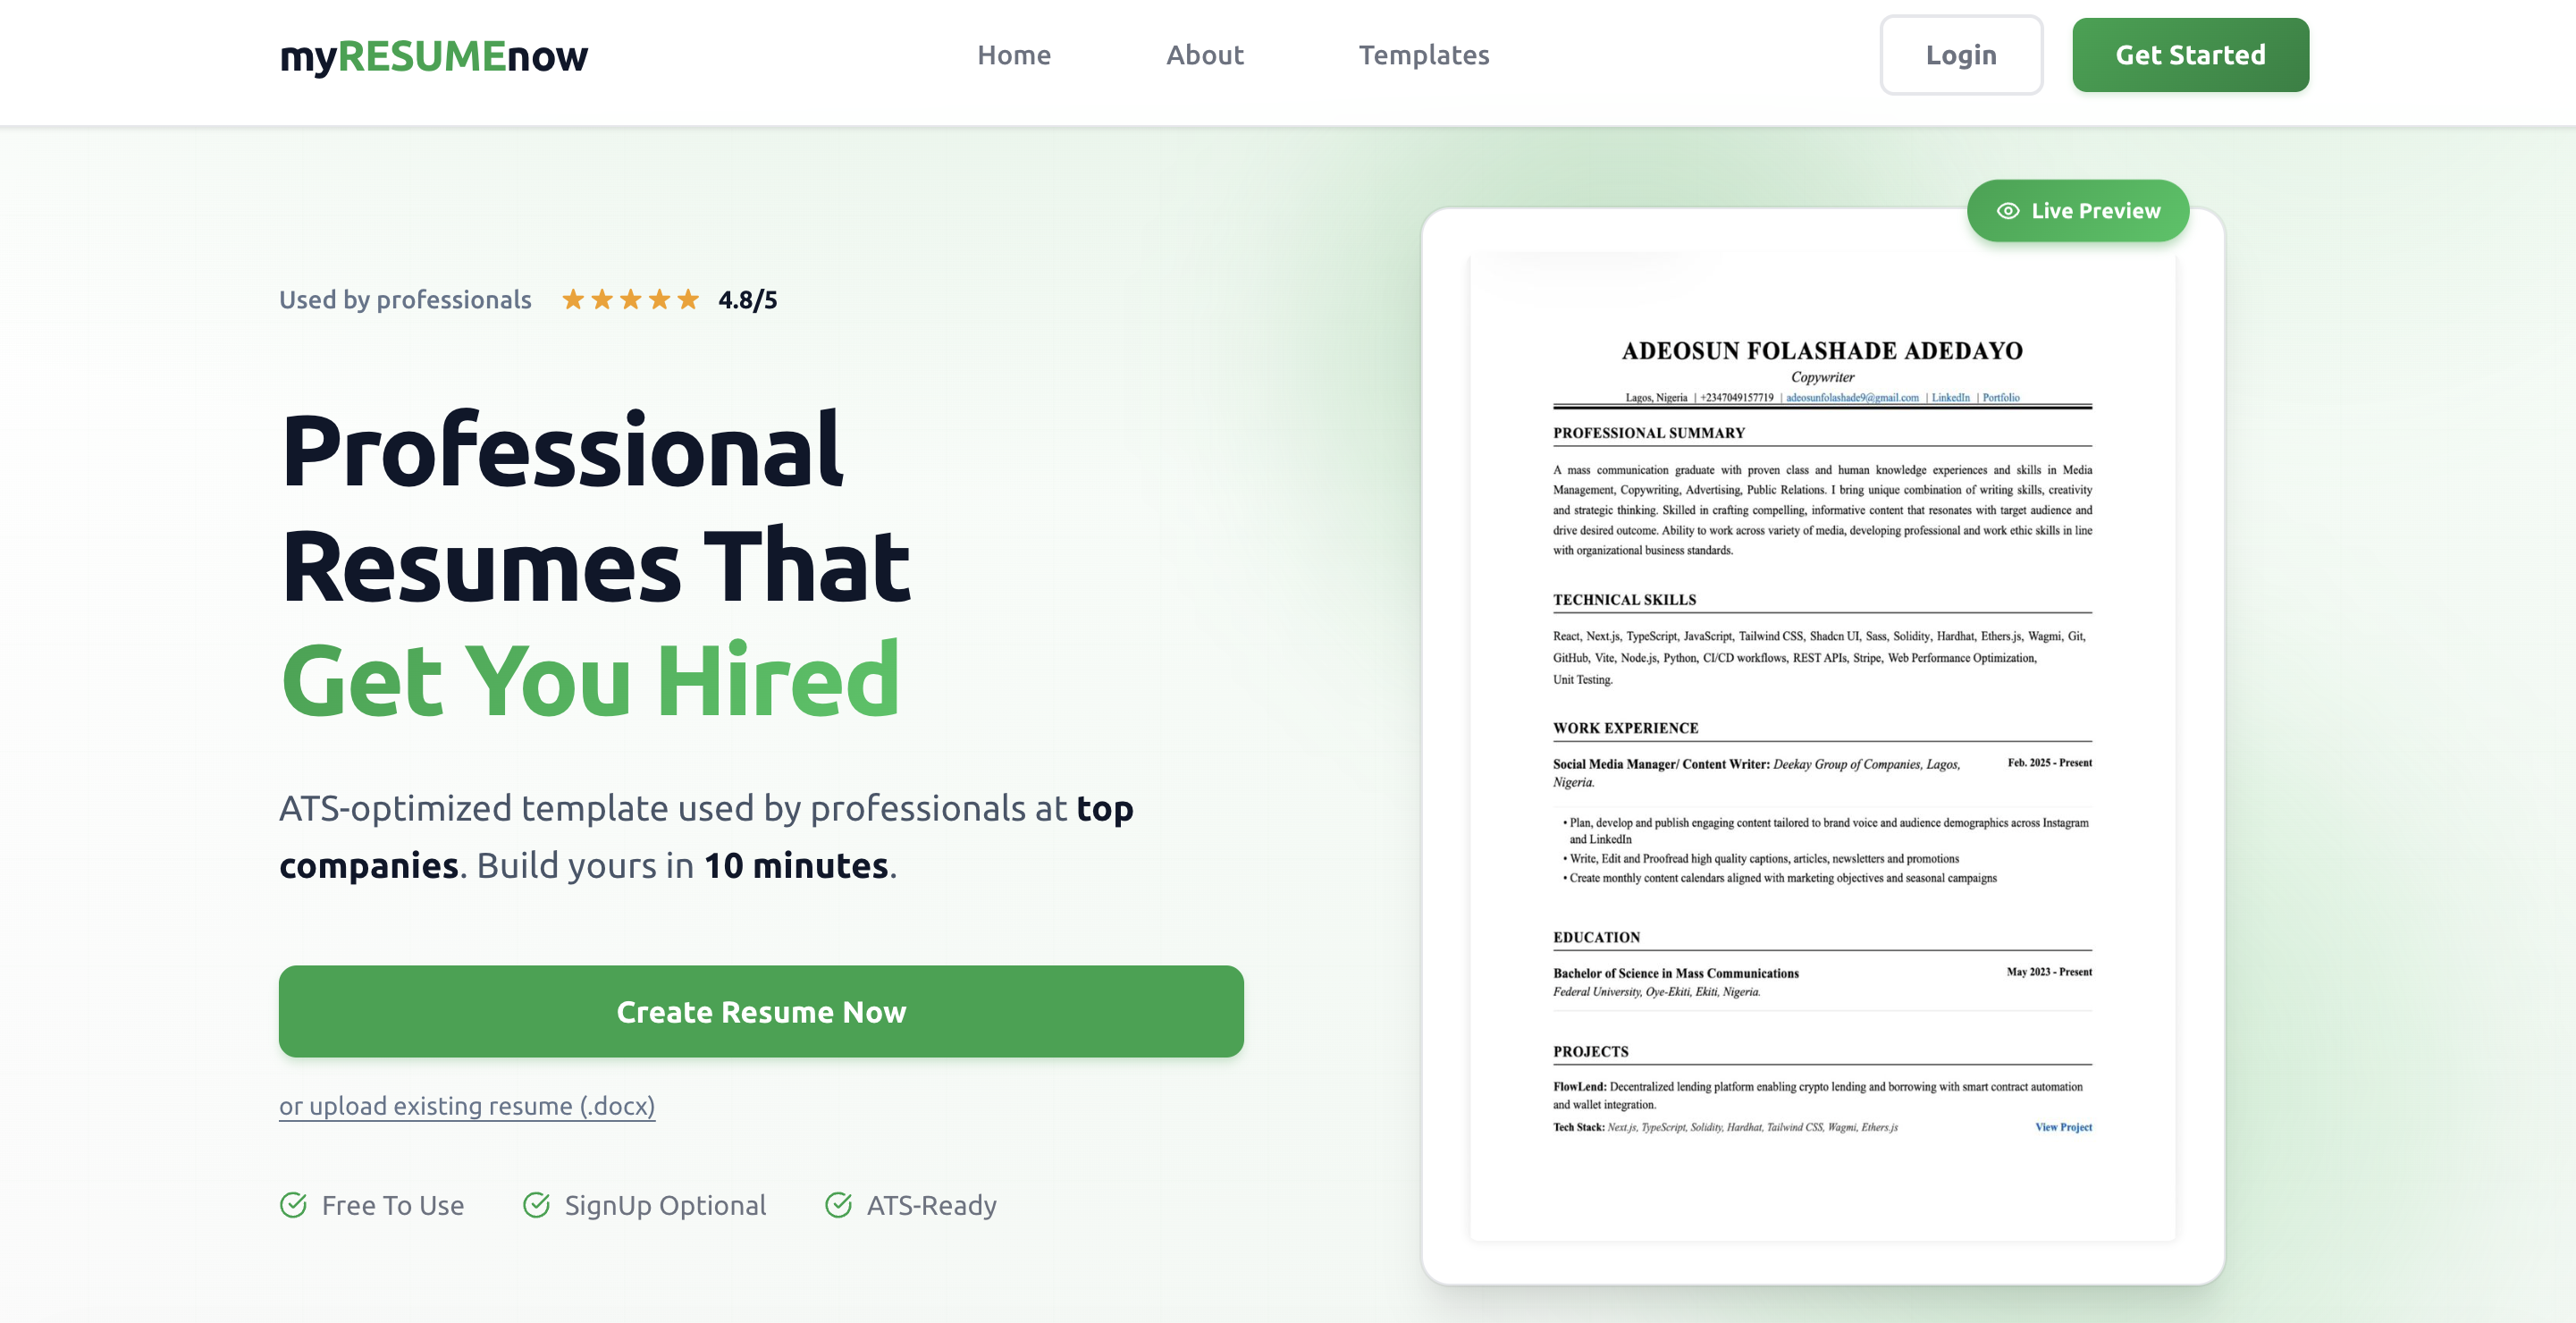 myRESUMEnow
Home
About
Templates
Login
Get Started
Used by professionals
4.8/5
Professional
Resumes That
Get You Hired
ATS-optimized template used by professionals at top
companies. Build yours in 10 minutes.
Create Resume Now
or upload existing resume (.docx)
Free To Use
SignUp Optional
ATS-Ready
Live Preview
ADEOSUN FOLASHADE ADEDAYO
Copywriter
Lagos, Nigeria | +2347049157719 | adeosunfolashade9@gmail.com | LinkedIn | Portfolio
PROFESSIONAL SUMMARY
A mass communication graduate with proven class and human knowledge experiences and skills in Media
Management, Copywriting, Advertising, Public Relations. I bring unique combination of writing skills, creativity
and strategic thinking. Skilled in crafting compelling, informative content that resonates with target audience and
drive desired outcome. Ability to work across variety of media, developing professional and work ethic skills in line
with organizational business standards.
TECHNICAL SKILLS
React, Next.js, TypeScript, JavaScript, Tailwind CSS, Shadcn UI, Sass, Solidity, Hardhat, Ethers.js, Wagmi, Git,
GitHub, Vite, Node.js, Python, CI/CD workflows, REST APIs, Stripe, Web Performance Optimization,
Unit Testing.
WORK EXPERIENCE
Social Media Manager/ Content Writer: Deekay Group of Companies, Lagos, Feb. 2025 - Present
Nigeria.
• Plan, develop and publish engaging content tailored to brand voice and audience demographics across Instagram
and LinkedIn
• Write, Edit and Proofread high quality captions, articles, newsletters and promotions
• Create monthly content calendars aligned with marketing objectives and seasonal campaigns
EDUCATION
Bachelor of Science in Mass Communications May 2023 - Present
Federal University, Oye-Ekiti, Ekiti, Nigeria.
PROJECTS
FlowLend: Decentralized lending platform enabling crypto lending and borrowing with smart contract automation
and wallet integration.
Tech Stack: Next.js, TypeScript, Solidity, Hardhat, Tailwind CSS, Wagmi, Ethers.js View Project